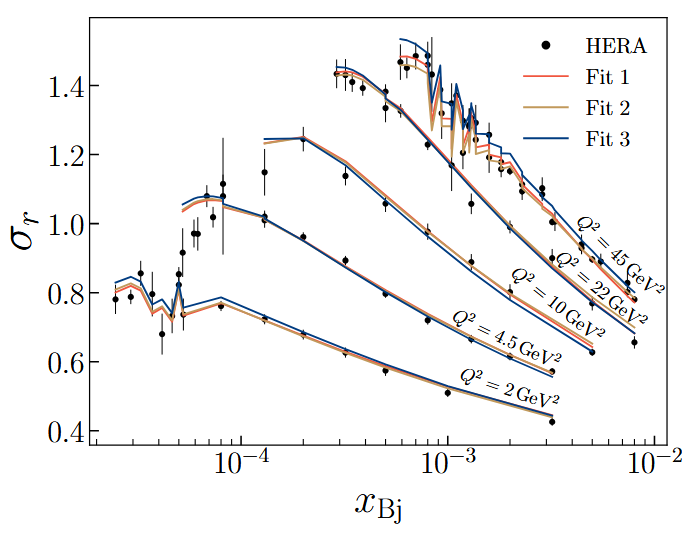 HERA
Fit 1
Fit 2
Fit 3
1.4
1.2
1.0
0.8
0.6
0.4
σ_r
Q² = 45 GeV²
Q² = 22 GeV²
Q² = 10 GeV²
Q² = 4.5 GeV²
Q² = 2 GeV²
10⁻⁴
10⁻³
10⁻²
x_Bj